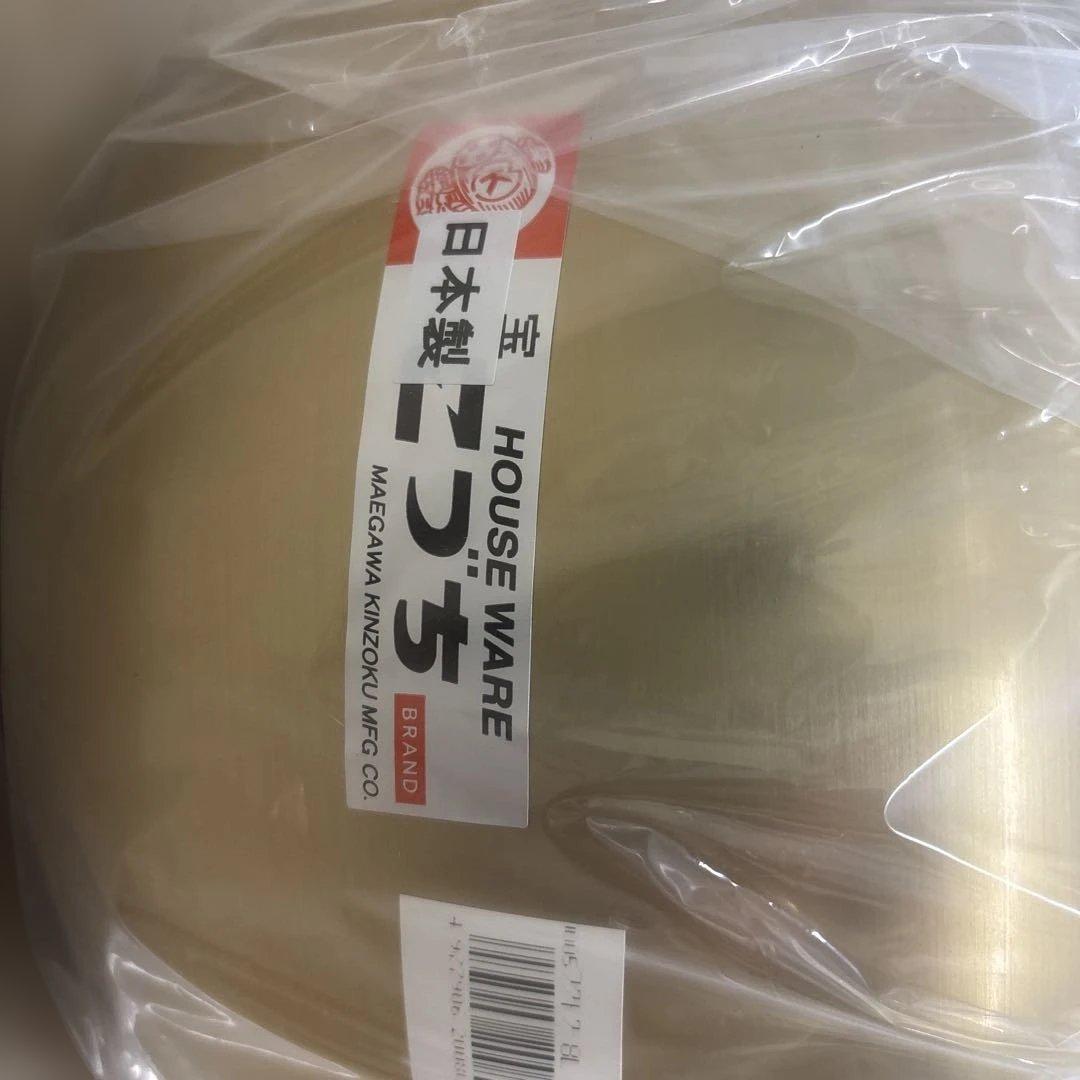 日本製
宝
HOUSE WARE
こづち
BRAND
MAEGAWA KINZOKU MFG CO.